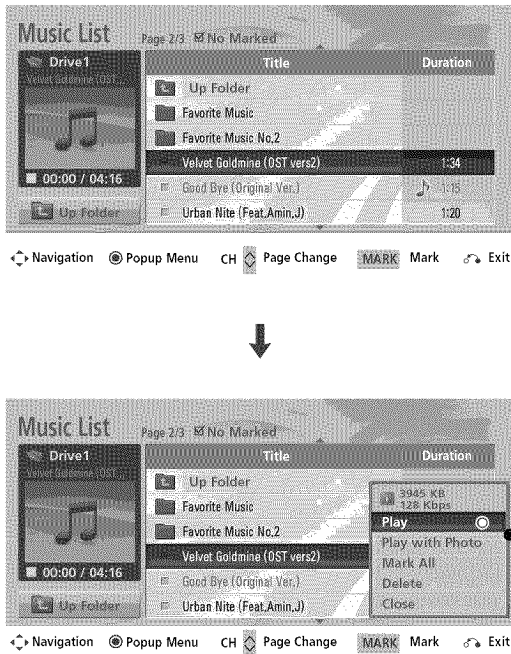 Music List Page 2/3 No Marked
Drive1 Title Duration
Velvet Goldmine (OST...
Up Folder
Favorite Music
Favorite Music No.2
Velvet Goldmine (OST vers2) 1:34
00:00 / 04:16
Good Bye (Original Ver.) 1:15
Up Folder
Urban Nite (Feat.Amin.J) 1:20
Navigation Popup Menu CH Page Change MARK Mark Exit
Music List Page 2/3 No Marked
Drive1 Title Duration
Velvet Goldmine (OST...
Up Folder
Favorite Music
Favorite Music No.2
Velvet Goldmine (OST vers2)
00:00 / 04:16
Good Bye (Original Ver.)
Up Folder
Urban Nite (Feat.Amin.J)
3945 KB
128 Kbps
Play
Play with Photo
Mark All
Delete
Close
Navigation Popup Menu CH Page Change MARK Mark Exit